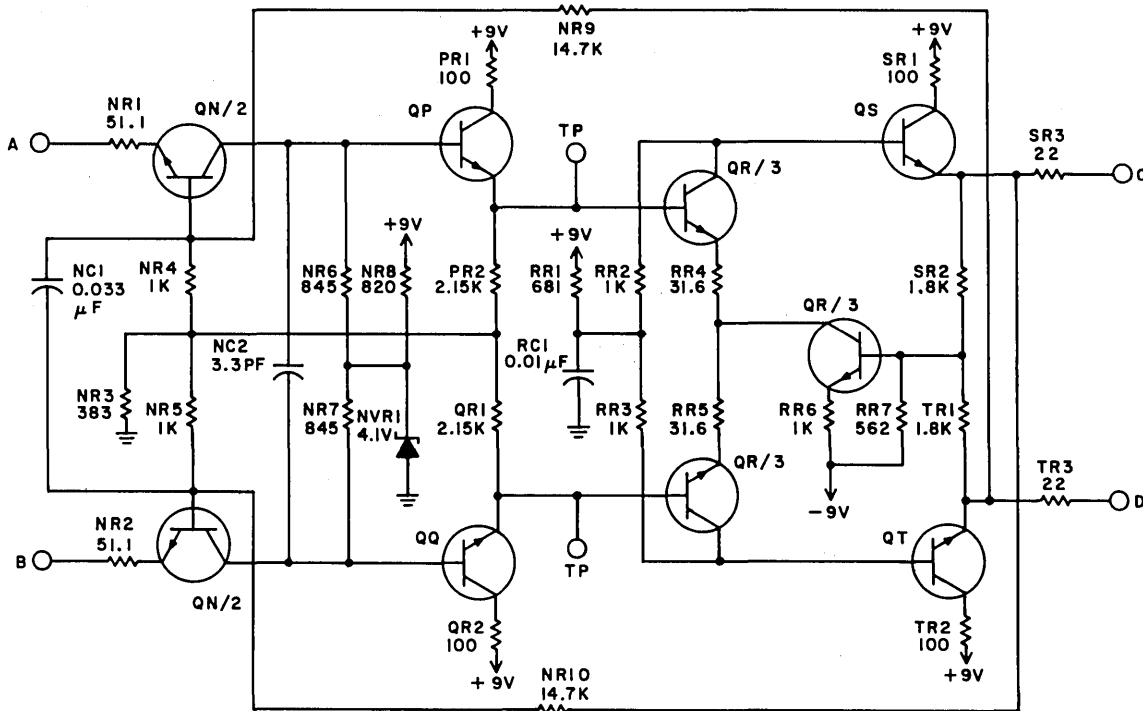 +9V
NR9
14.7K
+9V
PR1
100
SR1
100
NR1
51.1
QN/2
QP
TP
QS
SR3
22
A
QR/3
C
+9V
+9V
NC1
0.033
µF
NR4
1K
NR6
845
NR8
820
PR2
2.15K
RR1
681
RR2
1K
RR4
31.6
SR2
1.8K
QR/3
NC2
3.3PF
RC1
0.01µF
NR3
383
NR5
1K
NR7
845
NVR1
4.1V
QR1
2.15K
RR3
1K
RR5
31.6
RR6
1K
RR7
562
TR1
1.8K
QR/3
TR3
22
-9V
D
NR2
51.1
QQ
QT
B
TP
QN/2
QR2
100
TR2
100
+9V
NR10
14.7K
+9V